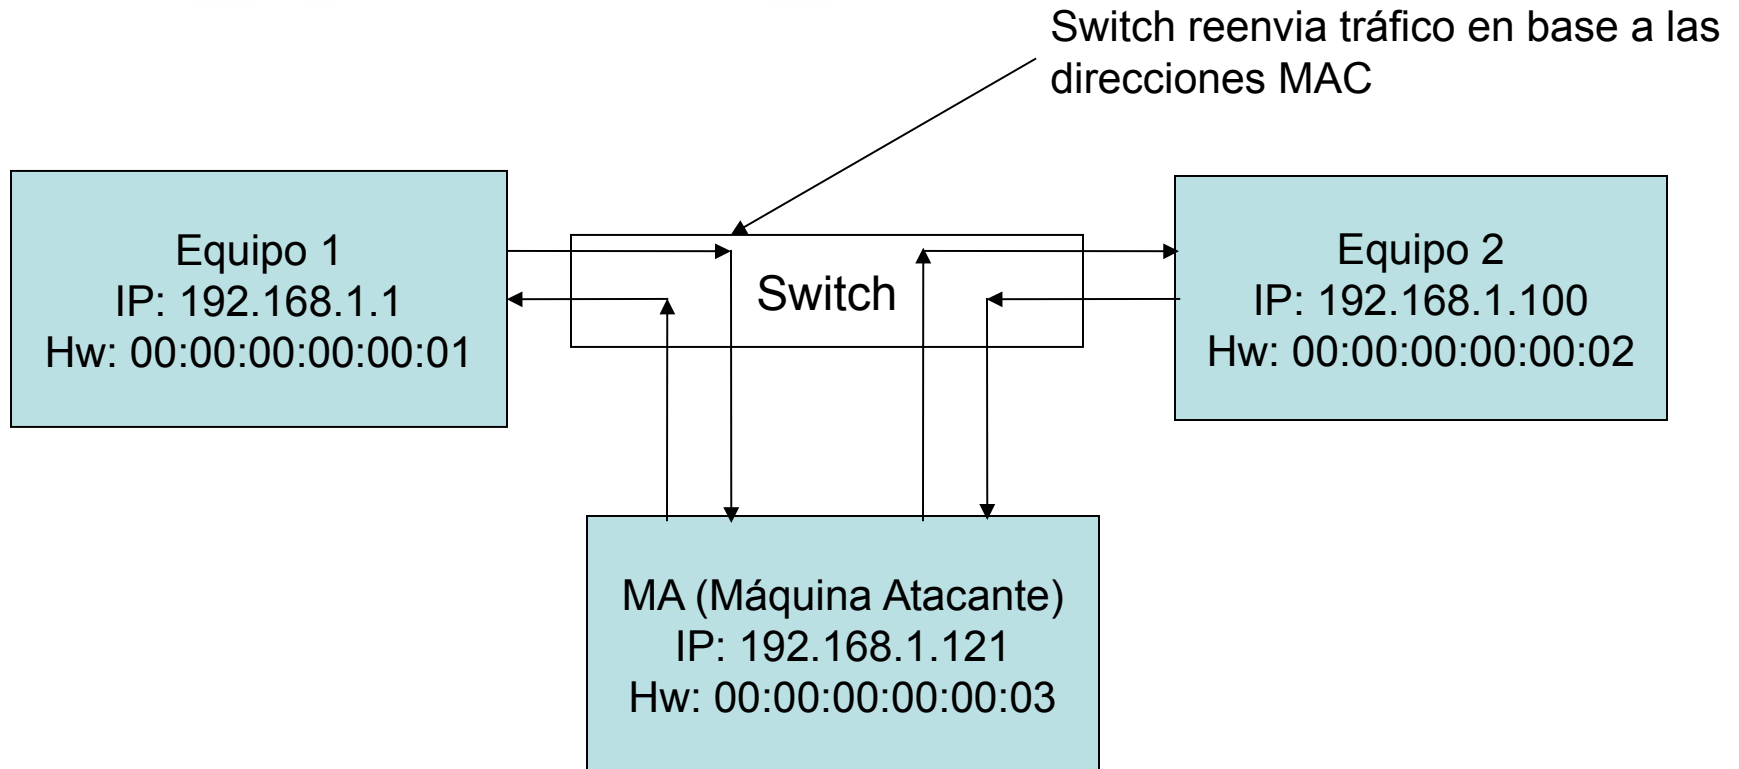 Switch reenvia tráfico en base a las
direcciones MAC
Equipo 1
IP: 192.168.1.1
Hw: 00:00:00:00:00:01
Switch
Equipo 2
IP: 192.168.1.100
Hw: 00:00:00:00:00:02
MA (Máquina Atacante)
IP: 192.168.1.121
Hw: 00:00:00:00:00:03